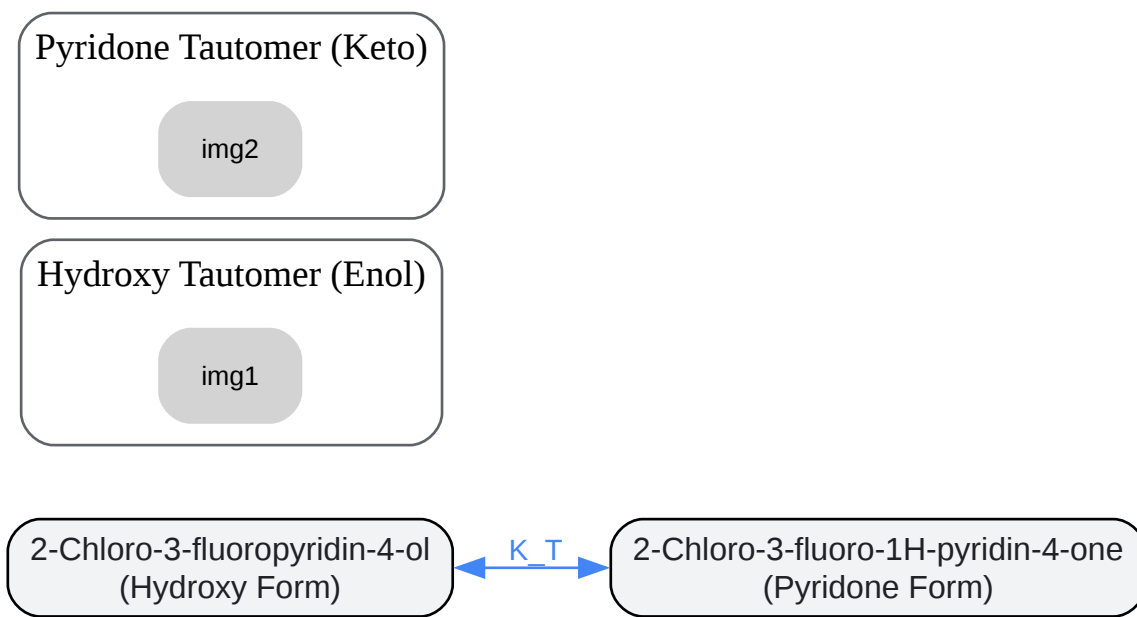 Pyridone Tautomer (Keto)
img2
Hydroxy Tautomer (Enol)
img1
2-Chloro-3-fluoropyridin-4-ol
(Hydroxy Form)
K_T
2-Chloro-3-fluoro-1H-pyridin-4-one
(Pyridone Form)